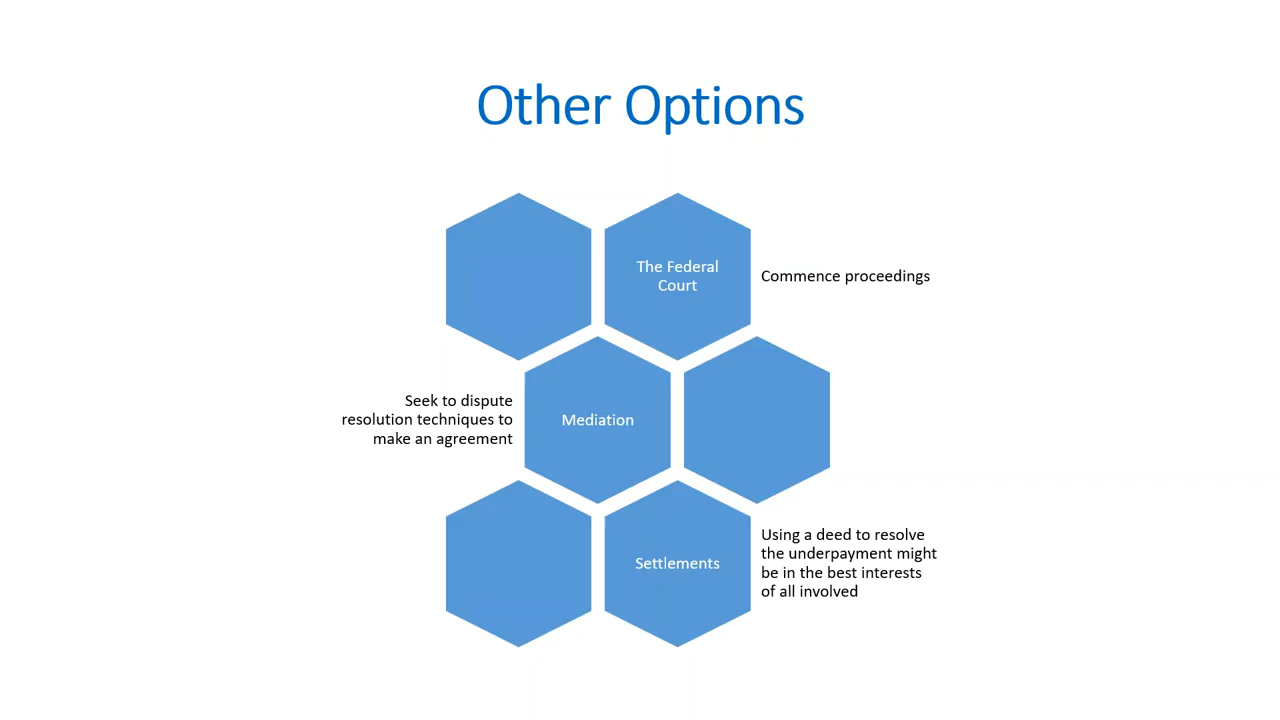 Other Options
The Federal
Court
Commence proceedings
Seek to dispute
resolution techniques to
make an agreement
Mediation
Settlements
Using a deed to resolve
the underpayment might
be in the best interests
of all involved